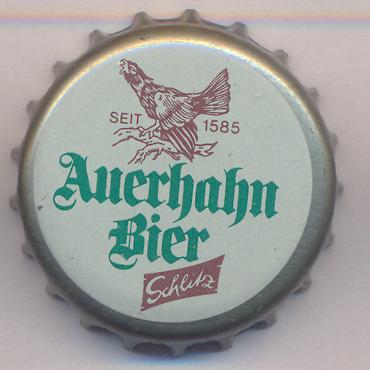 SEIT 1585
Auerhahn
Bier
Schlitz